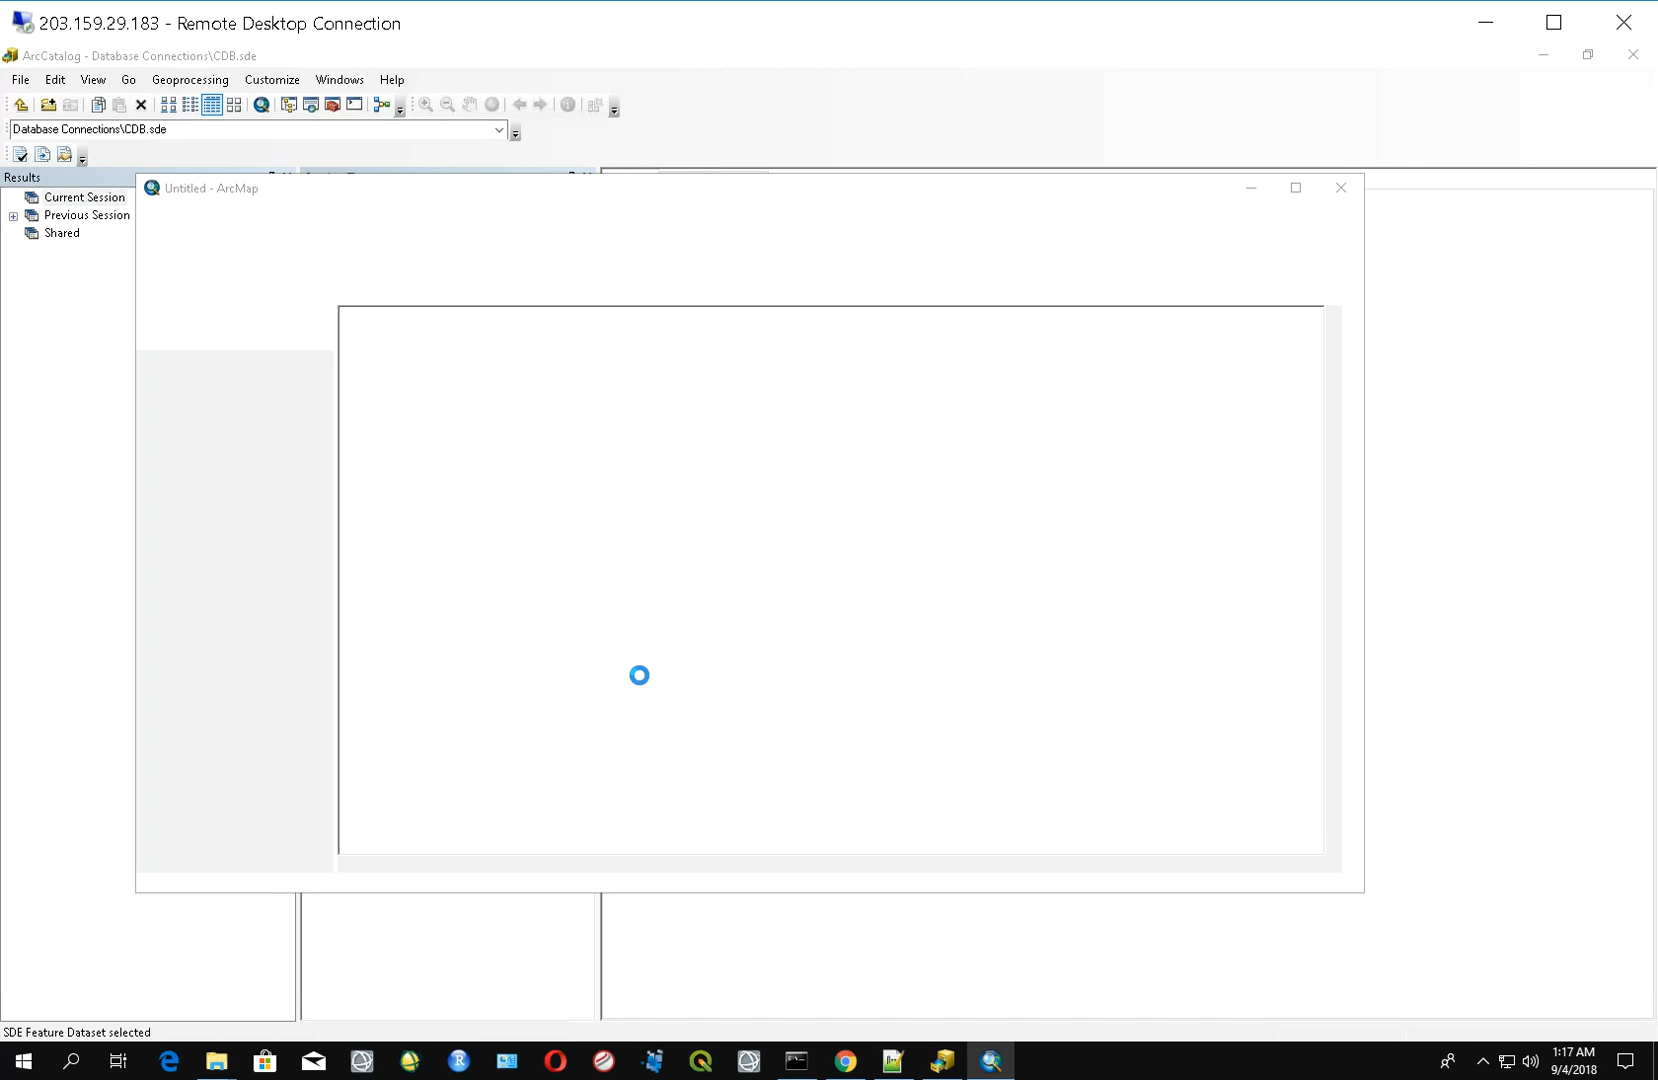 203.159.29.183 - Remote Desktop Connection
ArcCatalog - Database Connections\CDB.sde
File Edit View Go Geoprocessing Customize Windows Help
Database Connections\CDB.sde
Results
Untitled - ArcMap
Current Session
Previous Session
Shared
SDE Feature Dataset selected
1:17 AM
9/4/2018